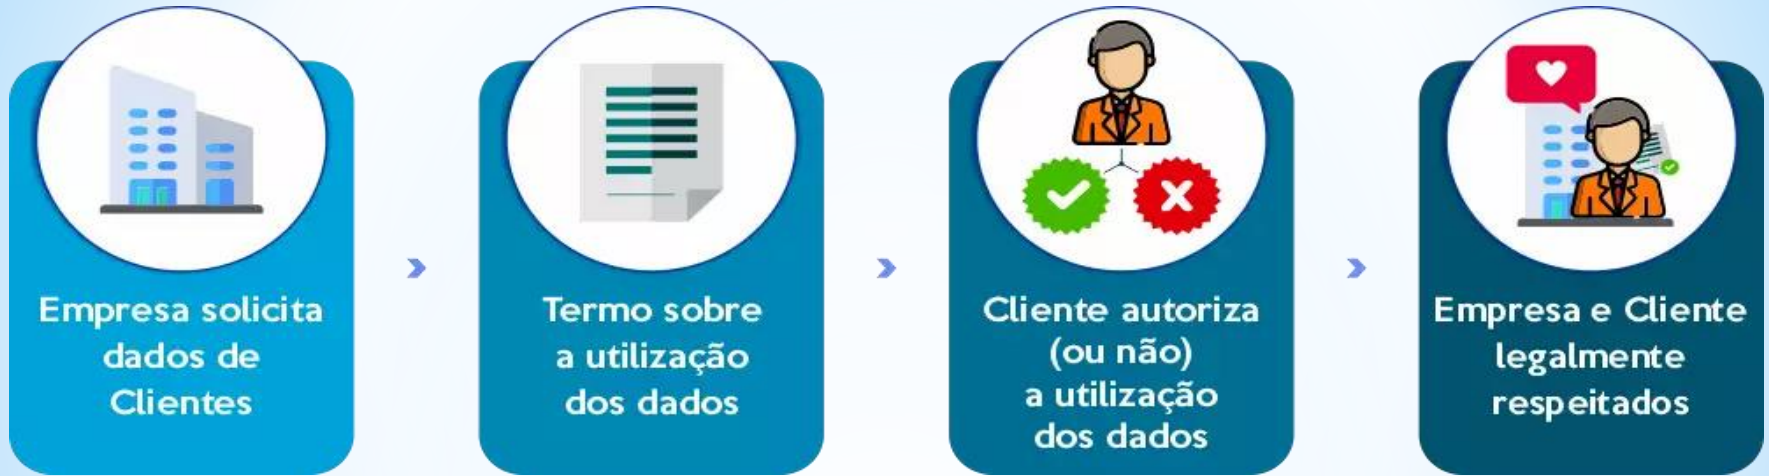 Empresa solicita
dados de
Clientes
Termo sobre
a utilização
dos dados
Cliente autoriza
(ou não)
a utilização
dos dados
Empresa e Cliente
legalmente
respeitados